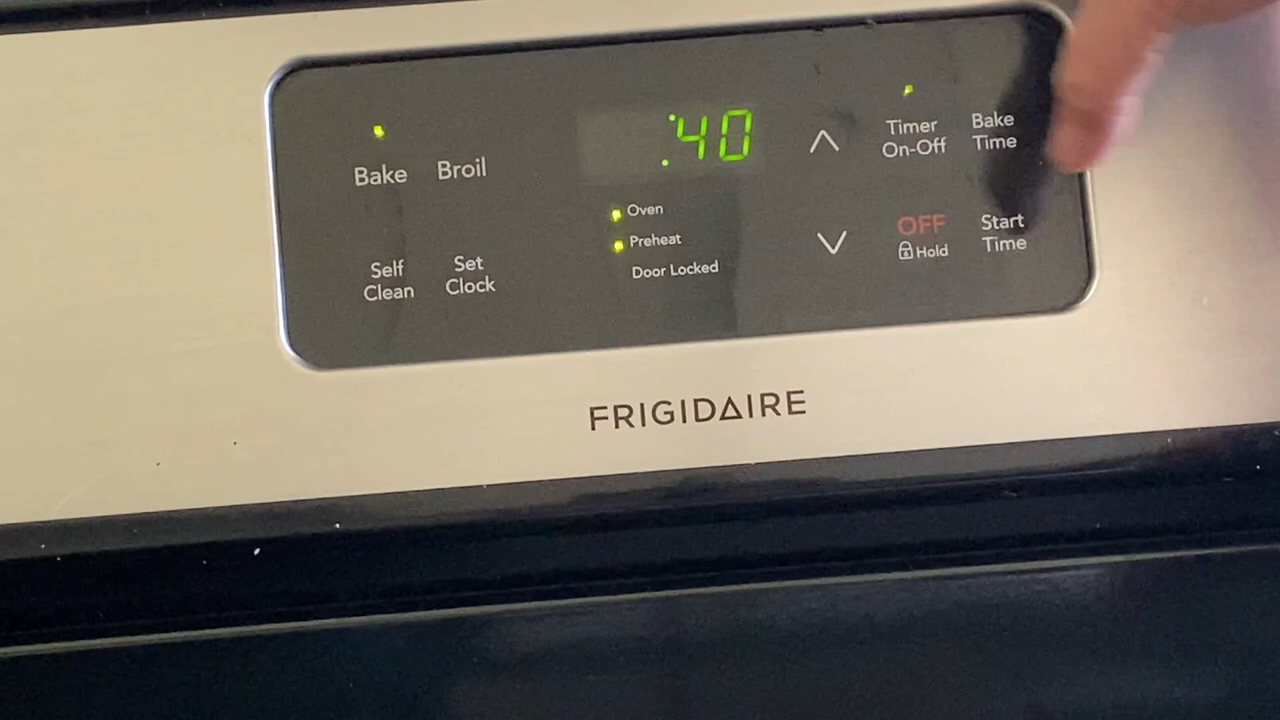 :40
Timer
On-Off
Bake
Time
Bake
Broil
Oven
Preheat
Door Locked
OFF
Hold
Start
Time
Self
Clean
Set
Clock
FRIGIDAIRE